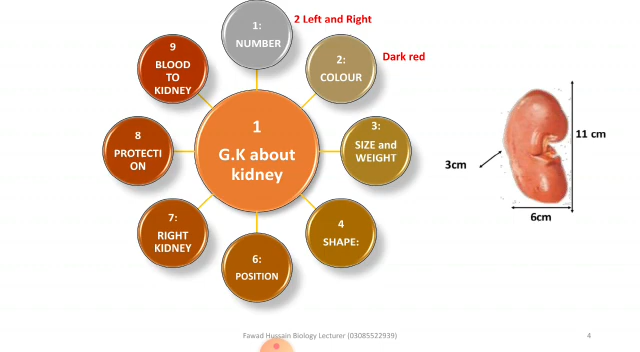 1:
NUMBER
2 Left and Right
2:
COLOUR
Dark red
3:
SIZE and
WEIGHT
4
SHAPE:
6:
POSITION
7:
RIGHT
KIDNEY
8
PROTECTI
ON
9
BLOOD
TO
KIDNEY
1
G.K about
kidney
11 cm
3cm
6cm
Fawad Hussain Biology Lecturer (03085522939)
4